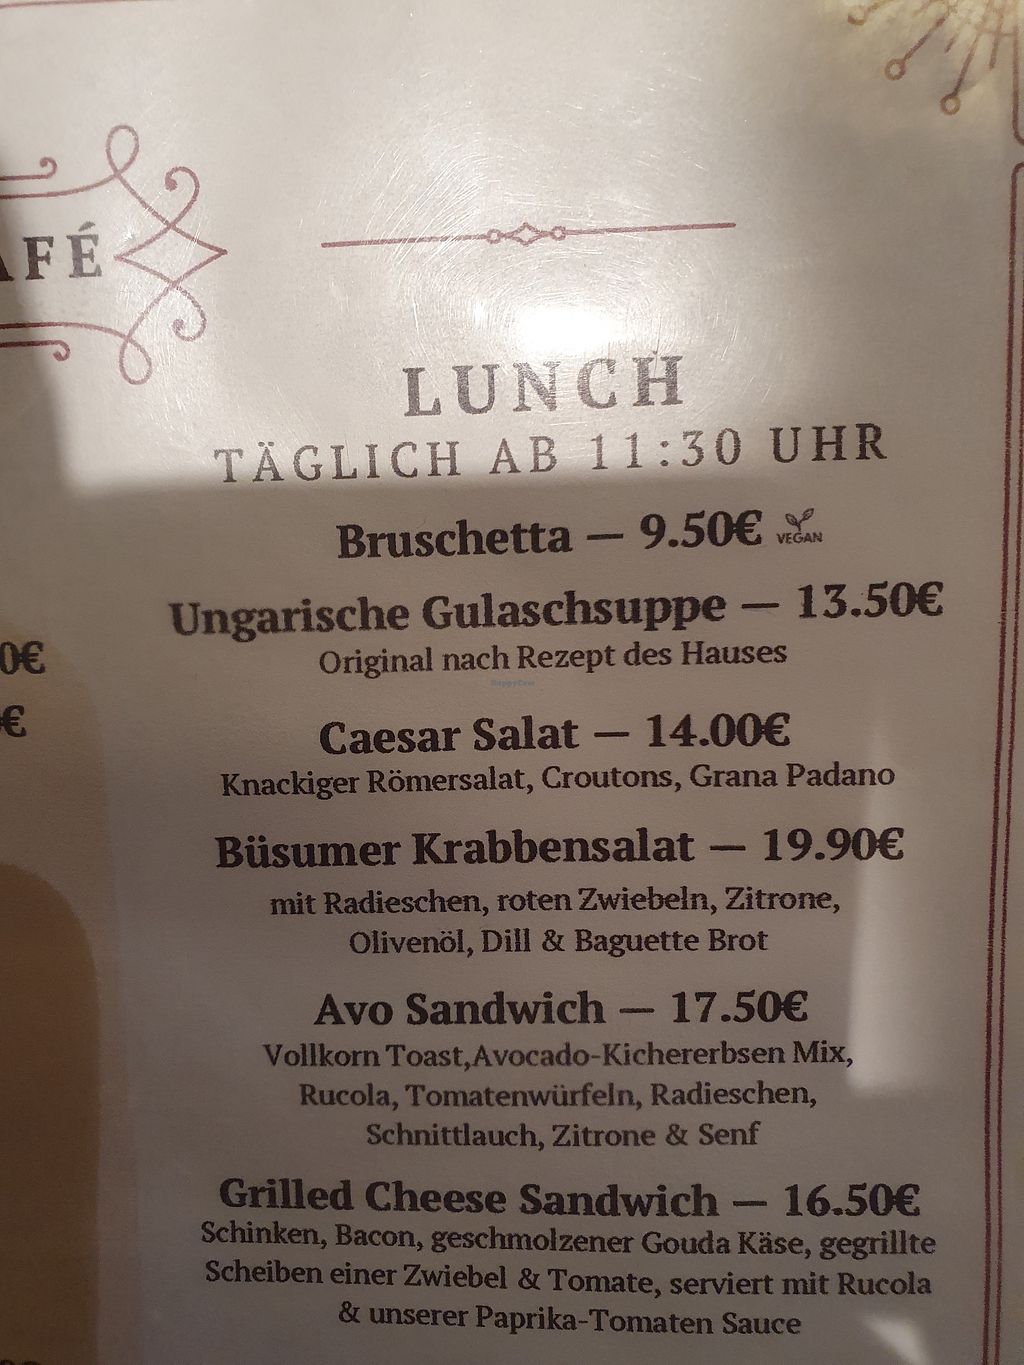 AFÉ
LUNCH
TÄGLICH AB 11:30 UHR
Bruschetta — 9.50€ VEGAN
Ungarische Gulaschsuppe — 13.50€
0€
Original nach Rezept des Hauses
HappyCow
€
Caesar Salat — 14.00€
Knackiger Römersalat, Croutons, Grana Padano
Büsumer Krabbensalat — 19.90€
mit Radieschen, roten Zwiebeln, Zitrone,
Olivenöl, Dill & Baguette Brot
Avo Sandwich — 17.50€
Vollkorn Toast,Avocado-Kichererbsen Mix,
Rucola, Tomatenwürfeln, Radieschen,
Schnittlauch, Zitrone & Senf
Grilled Cheese Sandwich — 16.50€
Schinken, Bacon, geschmolzener Gouda Käse, gegrillte
Scheiben einer Zwiebel & Tomate, serviert mit Rucola
& unserer Paprika-Tomaten Sauce